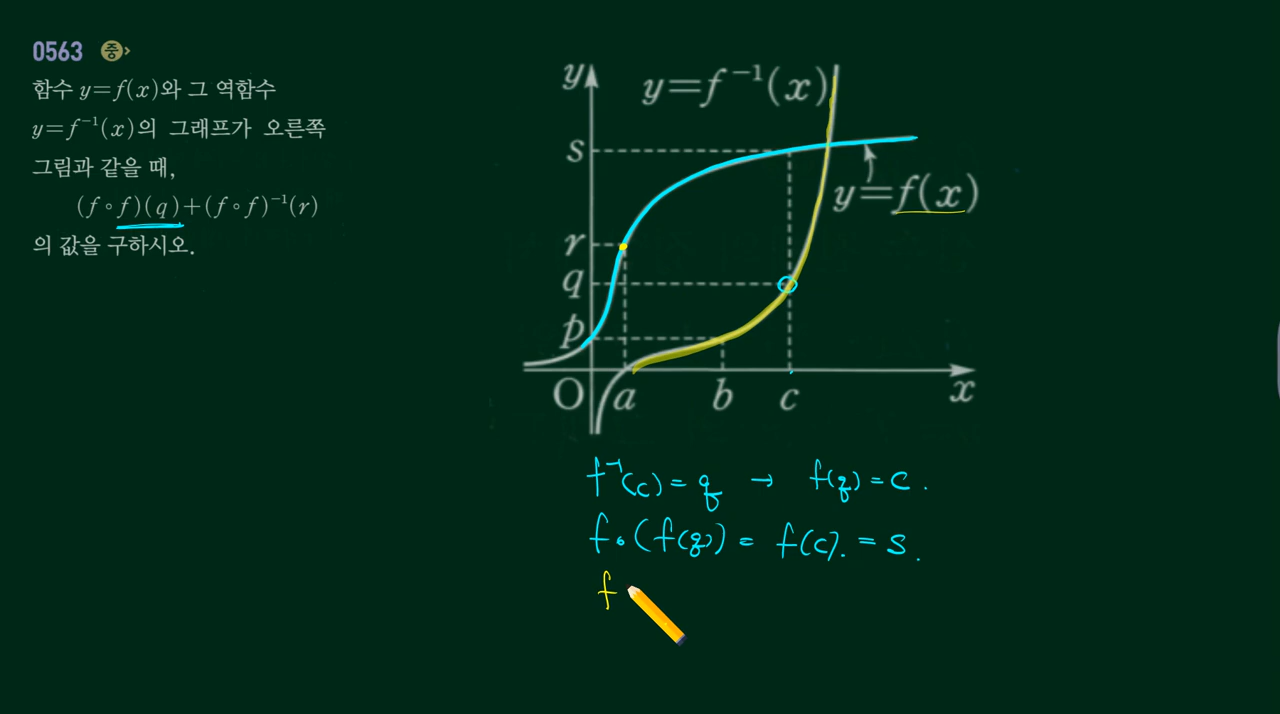 0563 중
함수 y=f(x)와 그 역함수
y=f⁻¹(x)의 그래프가 오른쪽
그림과 같을 때,
(f∘f)(q)+(f∘f)⁻¹(r)
의 값을 구하시오.
y
y=f⁻¹(x)
s
y=f(x)
r
q
p
O a b c x
f⁻¹(c) = q → f(q) = c .
f∘(f(q)) = f(c). = s .
f